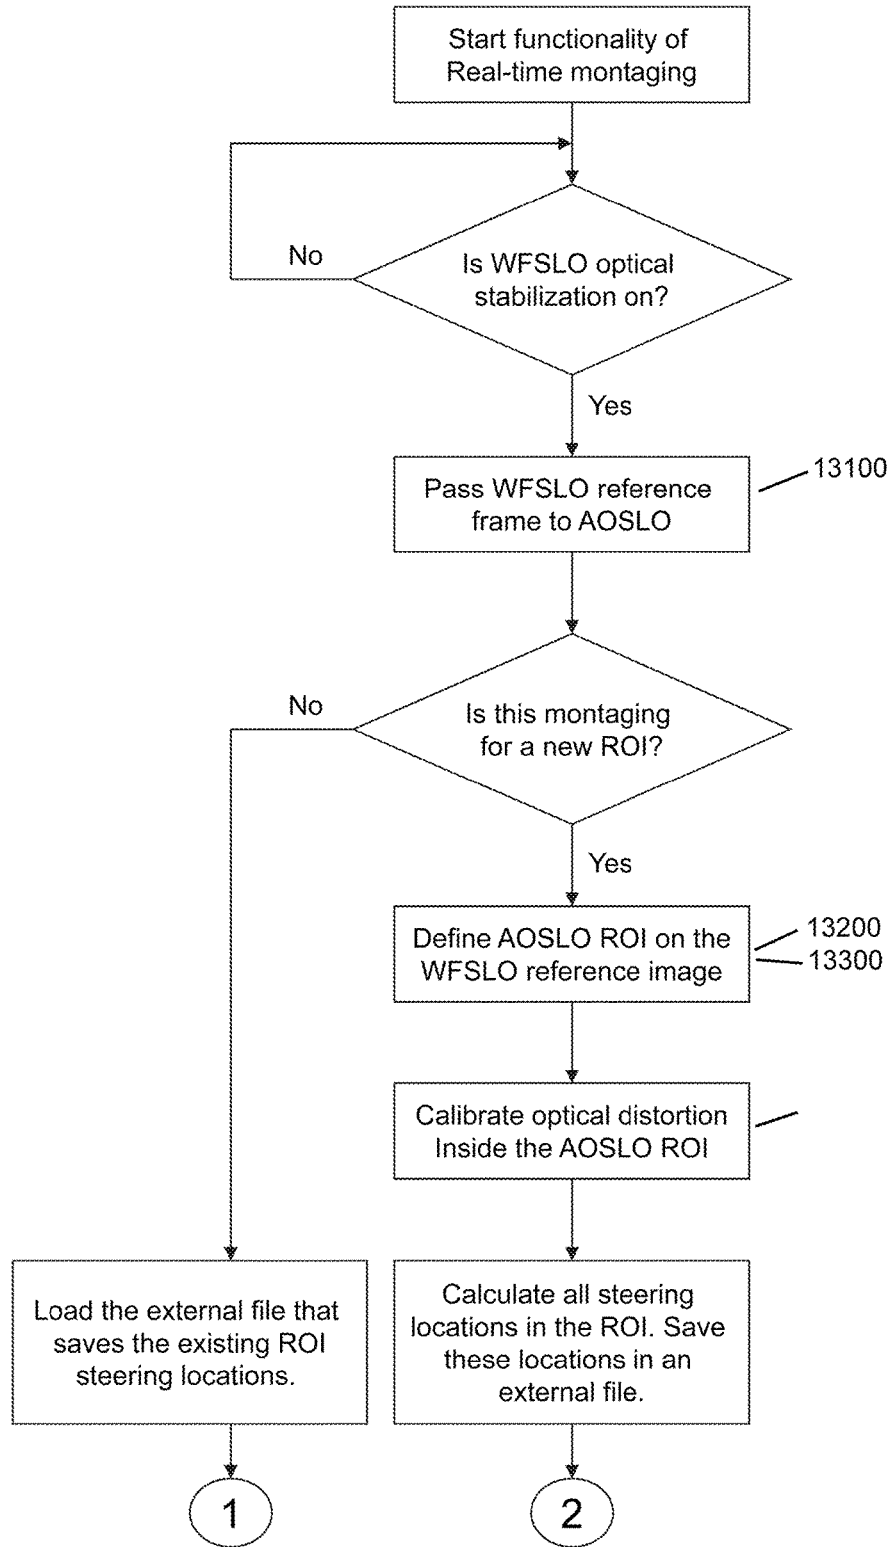 Start functionality of
Real-time montaging
No
Is WFSLO optical
stabilization on?
Yes
Pass WFSLO reference
frame to AOSLO
13100
No
Is this montaging
for a new ROI?
Yes
Define AOSLO ROI on the
WFSLO reference image
13200
13300
Calibrate optical distortion
Inside the AOSLO ROI
Load the external file that
saves the existing ROI
steering locations.
Calculate all steering
locations in the ROI. Save
these locations in an
external file.
1
2